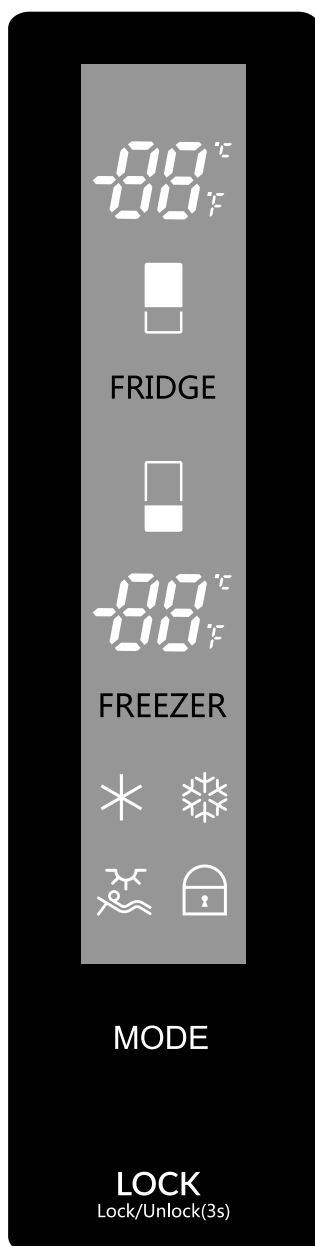 -88°C
°F
FRIDGE
-88°C
°F
FREEZER
MODE
LOCK
Lock/Unlock(3s)